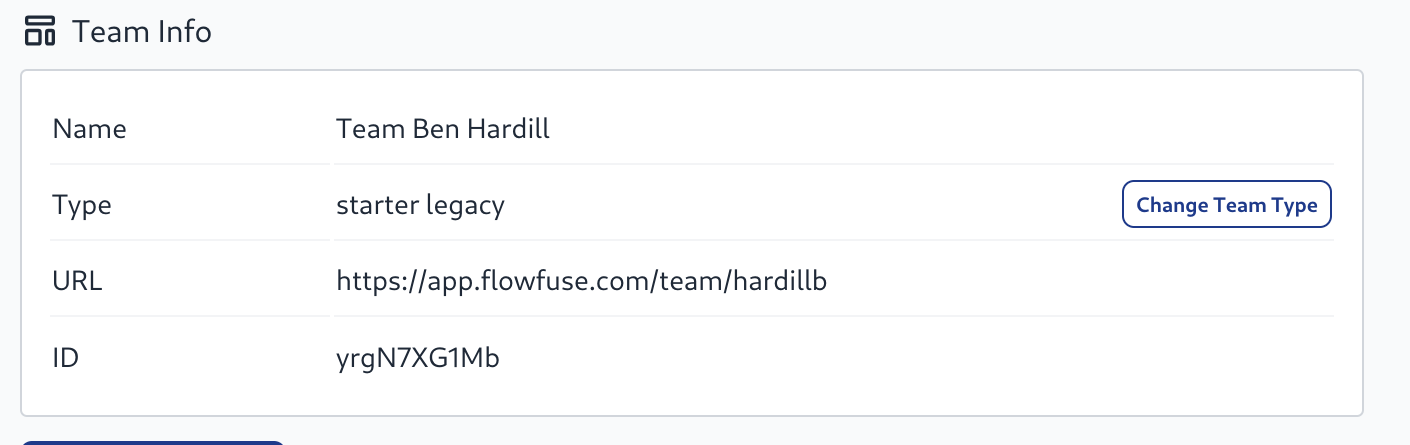 Team Info
Name Team Ben Hardill
Type starter legacy Change Team Type
URL https://app.flowfuse.com/team/hardillb
ID yrgN7XG1Mb